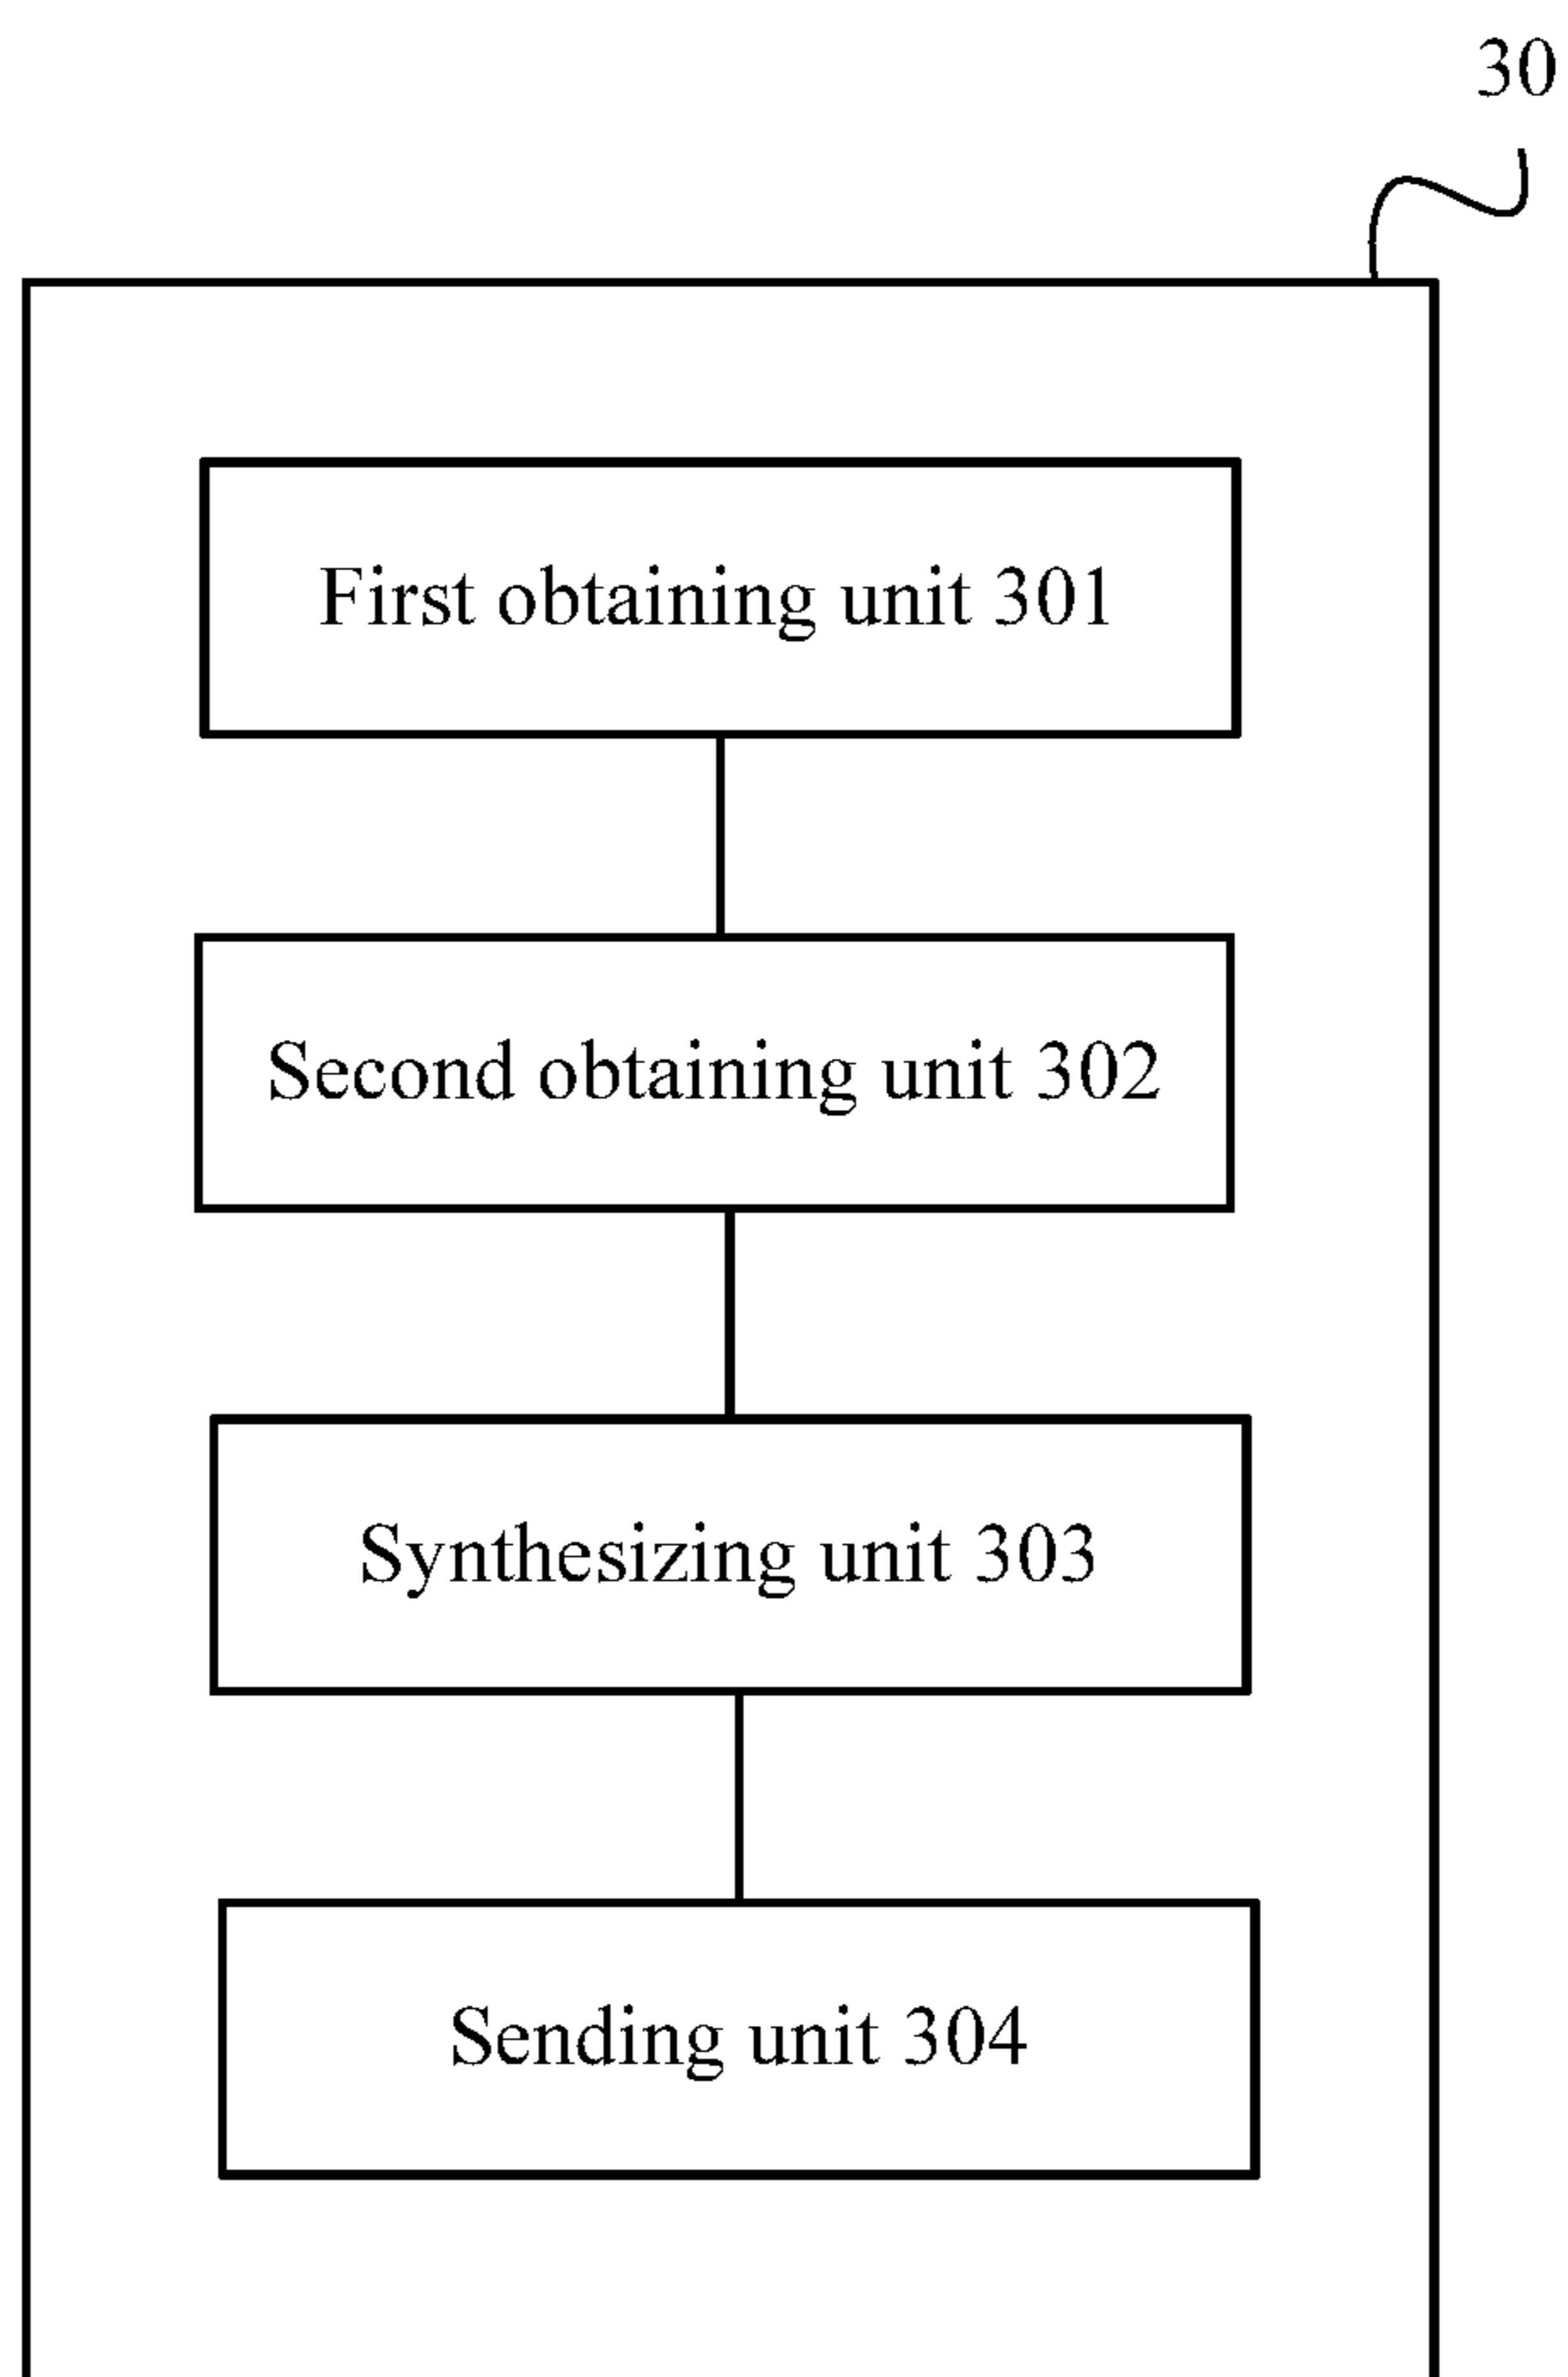 30
First obtaining unit 301
Second obtaining unit 302
Synthesizing unit 303
Sending unit 304